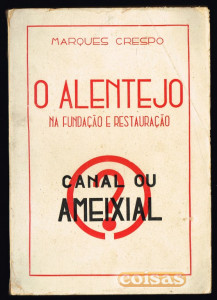 MARQUES CRESPO
O ALENTEJO
NA FUNDAÇÃO E RESTAURAÇÃO
?
CANAL OU
AMEIXIAL
coisas